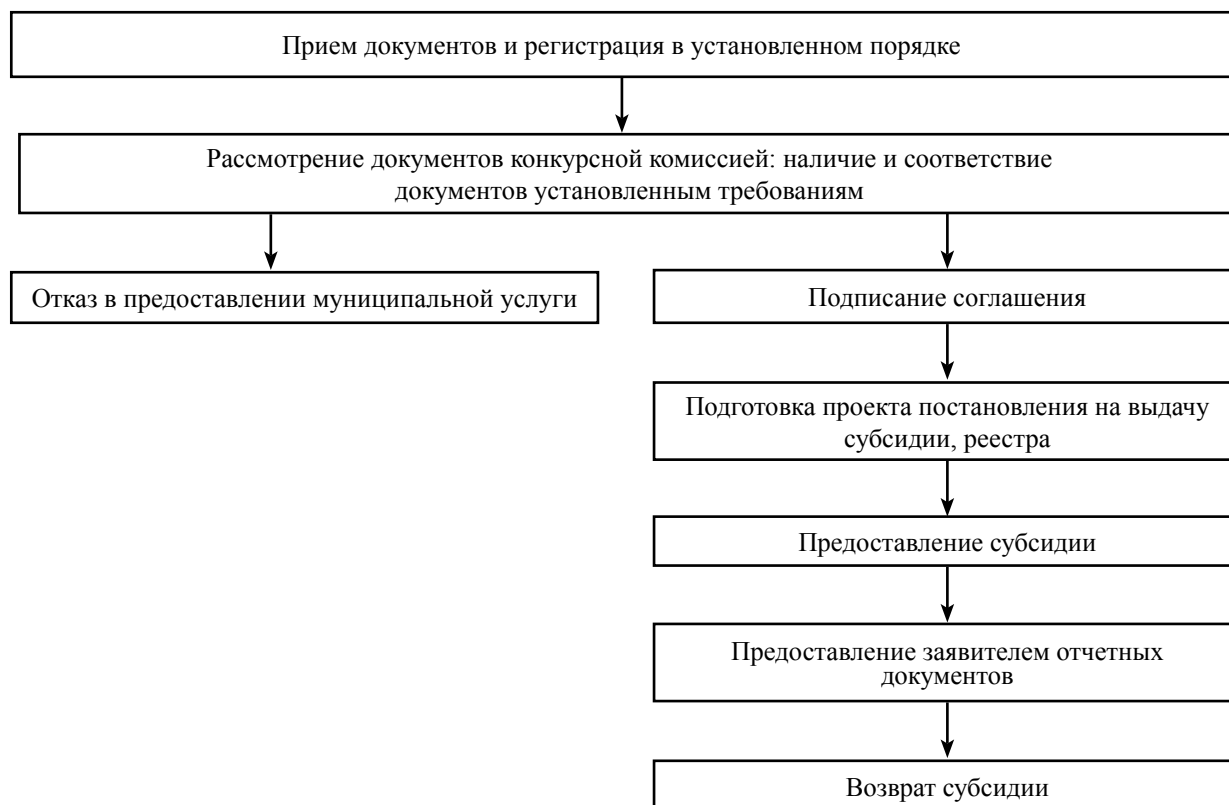 Прием документов и регистрация в установленном порядке
Рассмотрение документов конкурсной комиссией: наличие и соответствие
документов установленным требованиям
Отказ в предоставлении муниципальной услуги
Подписание соглашения
Подготовка проекта постановления на выдачу
субсидии, реестра
Предоставление субсидии
Предоставление заявителем отчетных
документов
Возврат субсидии